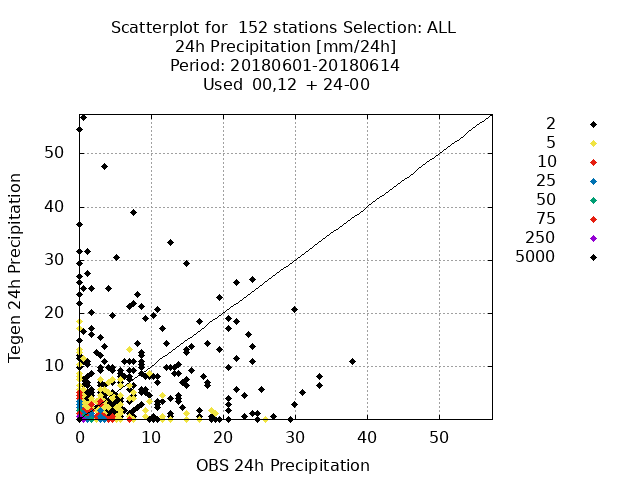 Scatterplot for 152 stations Selection: ALL
24h Precipitation [mm/24h]
Period: 20180601-20180614
Used 00,12 + 24-00
2
5
10
25
50
75
250
5000
50
40
30
20
10
0
Tegen 24h Precipitation
0 10 20 30 40 50
OBS 24h Precipitation